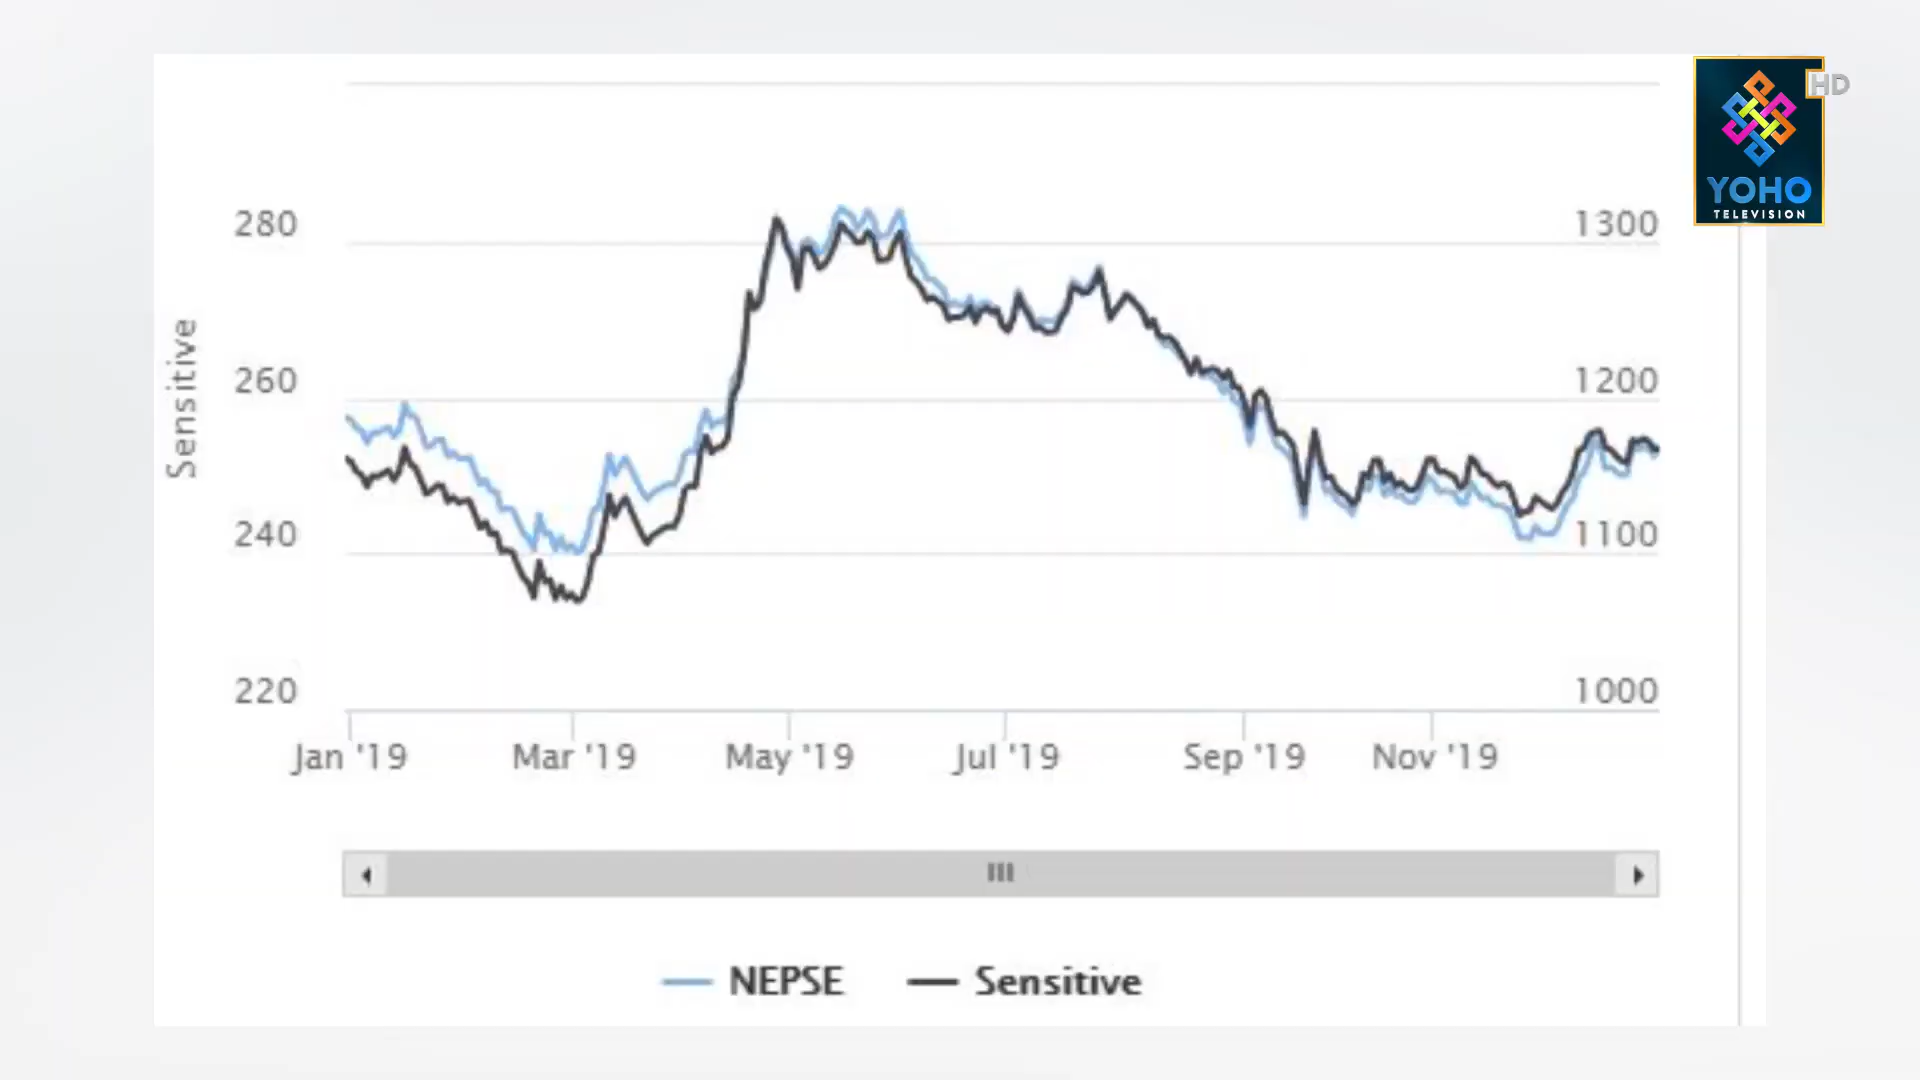 HD
YOHO
TELEVISION
280
1300
260
1200
240
1100
220
1000
Sensitive
Jan '19
Mar '19
May '19
Jul '19
Sep '19
Nov '19
NEPSE
Sensitive